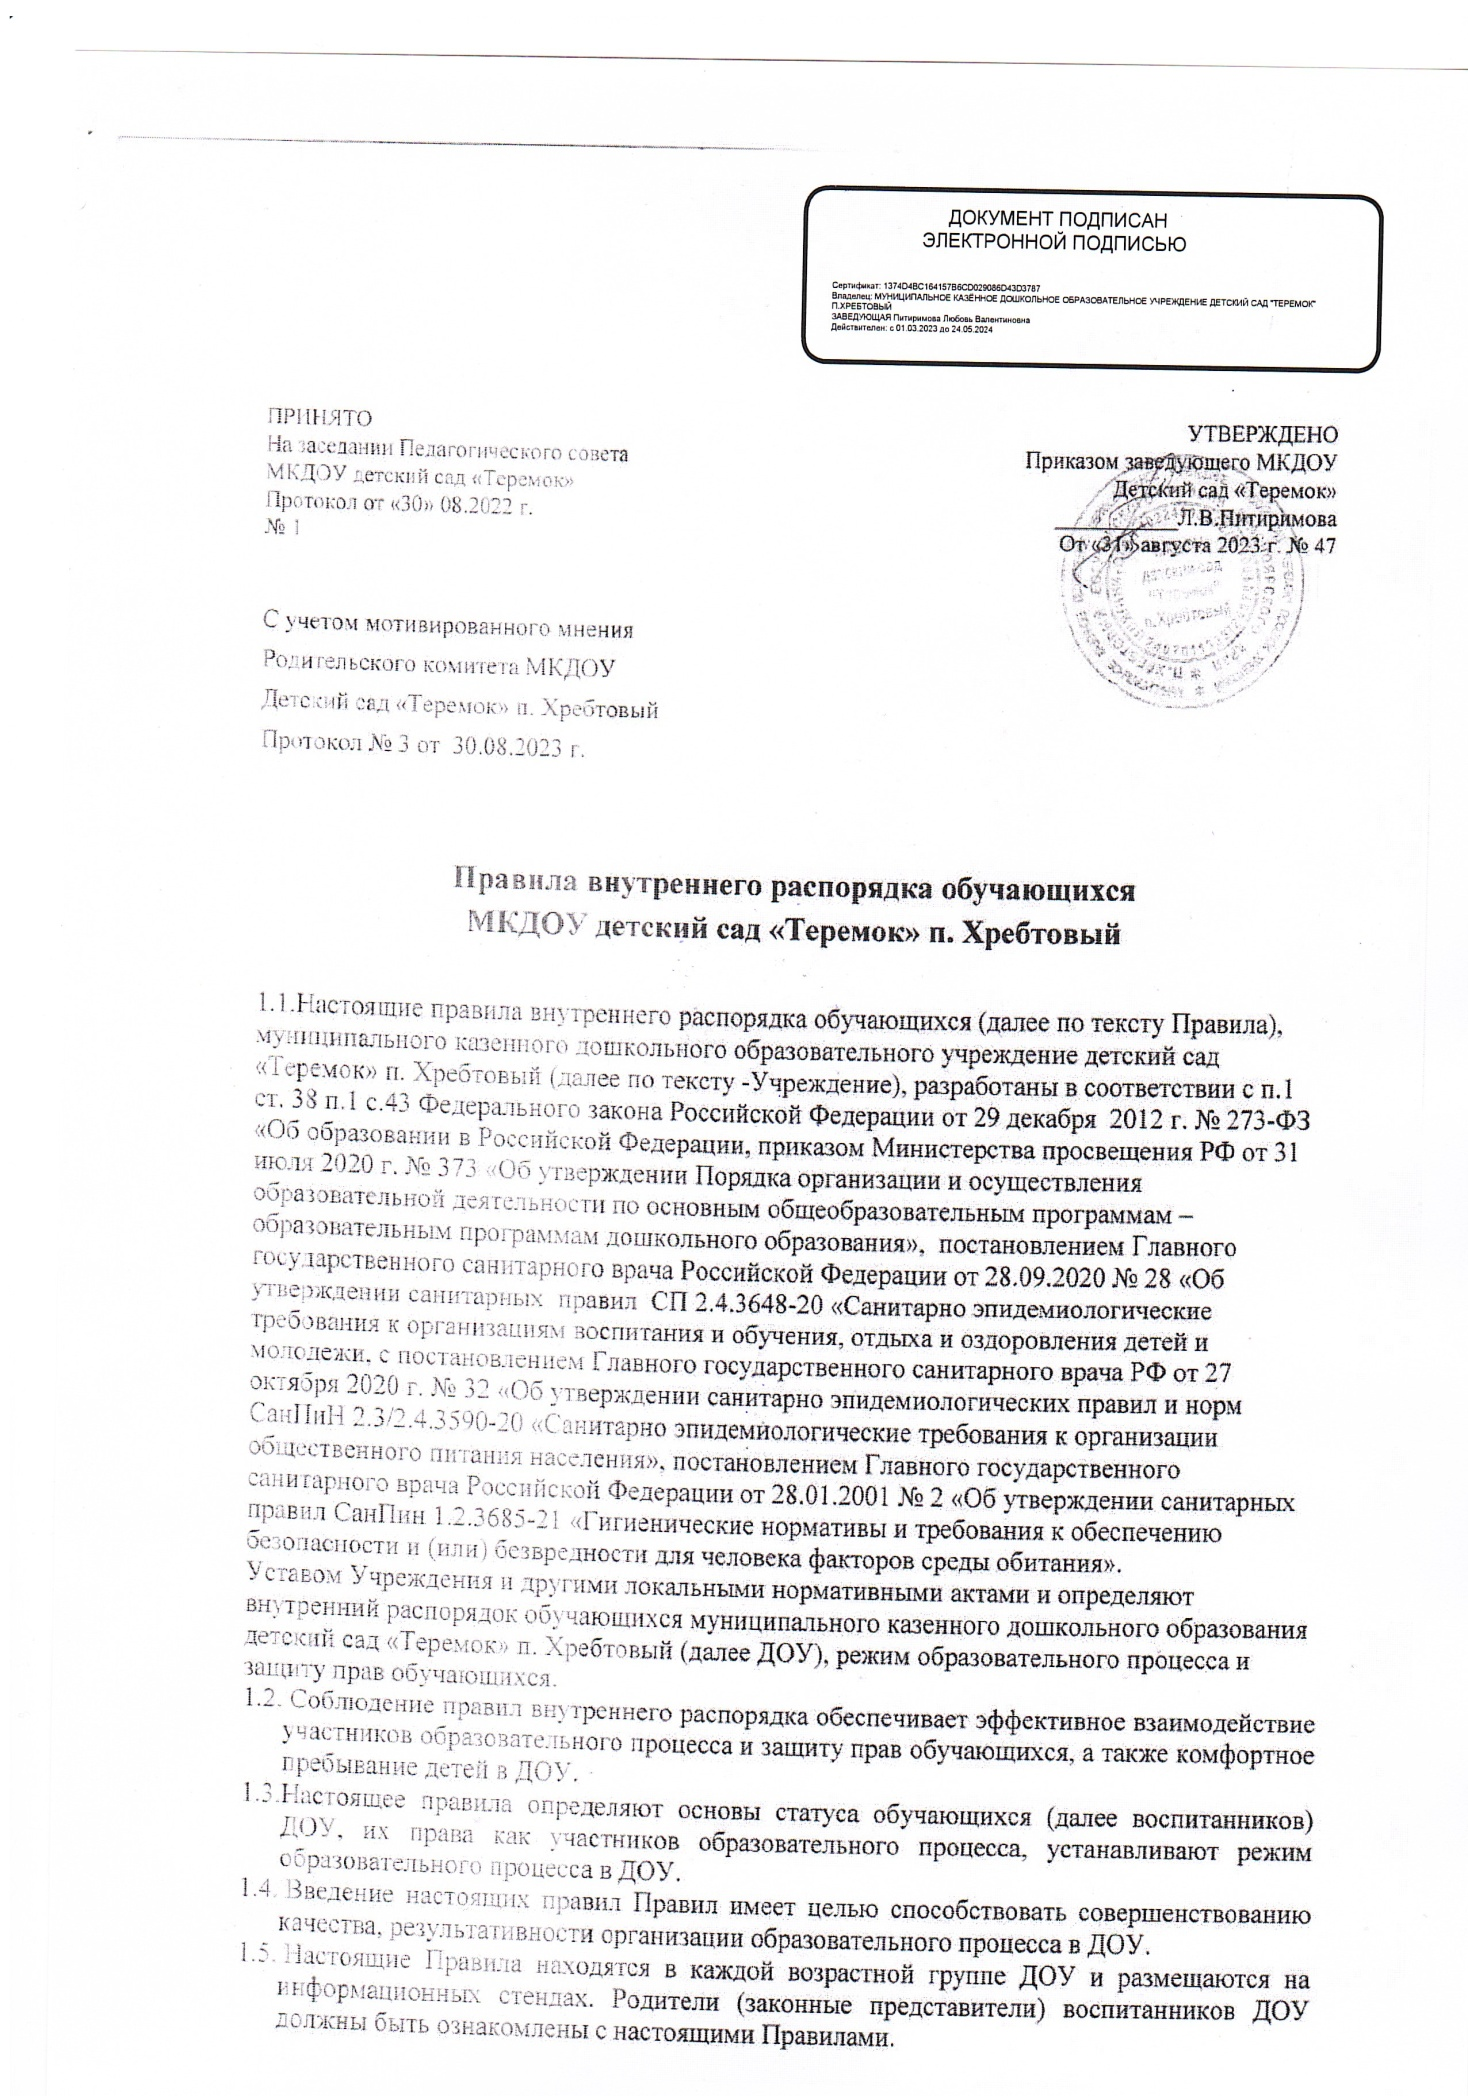 ДОКУМЕНТ ПОДПИСАН
ЭЛЕКТРОННОЙ ПОДПИСЬЮ
Сертификат: 1374D4BC164157B6CD029086D43D3787
Владелец: МУНИЦИПАЛЬНОЕ КАЗЁННОЕ ДОШКОЛЬНОЕ ОБРАЗОВАТЕЛЬНОЕ УЧРЕЖДЕНИЕ ДЕТСКИЙ САД "ТЕРЕМОК"
П.ХРЕБТОВЫЙ
ЗАВЕДУЮЩАЯ Питиримова Любовь Валентиновна
Действителен: с 01.03.2023 до 24.05.2024
ПРИНЯТО
На заседании Педагогического совета
МКДОУ детский сад «Теремок»
Протокол от «30» 08.2022 г.
№ 1
УТВЕРЖДЕНО
Приказом заведующего МКДОУ
Детский сад «Теремок»
____________Л.В.Питиримова
От «31» августа 2023 г. № 47
детский сад
п. Хребтовый
С учетом мотивированного мнения
Родительского комитета МКДОУ
Детский сад «Теремок» п. Хребтовый
Протокол № 3 от 30.08.2023 г.
Правила внутреннего распорядка обучающихся
МКДОУ детский сад «Теремок» п. Хребтовый
1.1.Настоящие правила внутреннего распорядка обучающихся (далее по тексту Правила),
муниципального казенного дошкольного образовательного учреждение детский сад
«Теремок» п. Хребтовый (далее по тексту -Учреждение), разработаны в соответствии с п.1
ст. 38 п.1 с.43 Федерального закона Российской Федерации от 29 декабря 2012 г. № 273-ФЗ
«Об образовании в Российской Федерации, приказом Министерства просвещения РФ от 31
июля 2020 г. № 373 «Об утверждении Порядка организации и осуществления
образовательной деятельности по основным общеобразовательным программам –
образовательным программам дошкольного образования», постановлением Главного
государственного санитарного врача Российской Федерации от 28.09.2020 № 28 «Об
утверждении санитарных правил СП 2.4.3648-20 «Санитарно эпидемиологические
требования к организациям воспитания и обучения, отдыха и оздоровления детей и
молодежи, с постановлением Главного государственного санитарного врача РФ от 27
октября 2020 г. № 32 «Об утверждении санитарно эпидемиологических правил и норм
СанПиН 2.3/2.4.3590-20 «Санитарно эпидемиологические требования к организации
общественного питания населения», постановлением Главного государственного
санитарного врача Российской Федерации от 28.01.2001 № 2 «Об утверждении санитарных
правил СанПин 1.2.3685-21 «Гигиенические нормативы и требования к обеспечению
безопасности и (или) безвредности для человека факторов среды обитания».
Уставом Учреждения и другими локальными нормативными актами и определяют
внутренний распорядок обучающихся муниципального казенного дошкольного образования
детский сад «Теремок» п. Хребтовый (далее ДОУ), режим образовательного процесса и
защиту прав обучающихся.
1.2. Соблюдение правил внутреннего распорядка обеспечивает эффективное взаимодействие
участников образовательного процесса и защиту прав обучающихся, а также комфортное
пребывание детей в ДОУ.
1.3.Настоящее правила определяют основы статуса обучающихся (далее воспитанников)
ДОУ, их права как участников образовательного процесса, устанавливают режим
образовательного процесса в ДОУ.
1.4. Введение настоящих правил Правил имеет целью способствовать совершенствованию
качества, результативности организации образовательного процесса в ДОУ.
1.5. Настоящие Правила находятся в каждой возрастной группе ДОУ и размещаются на
информационных стендах. Родители (законные представители) воспитанников ДОУ
должны быть ознакомлены с настоящими Правилами.